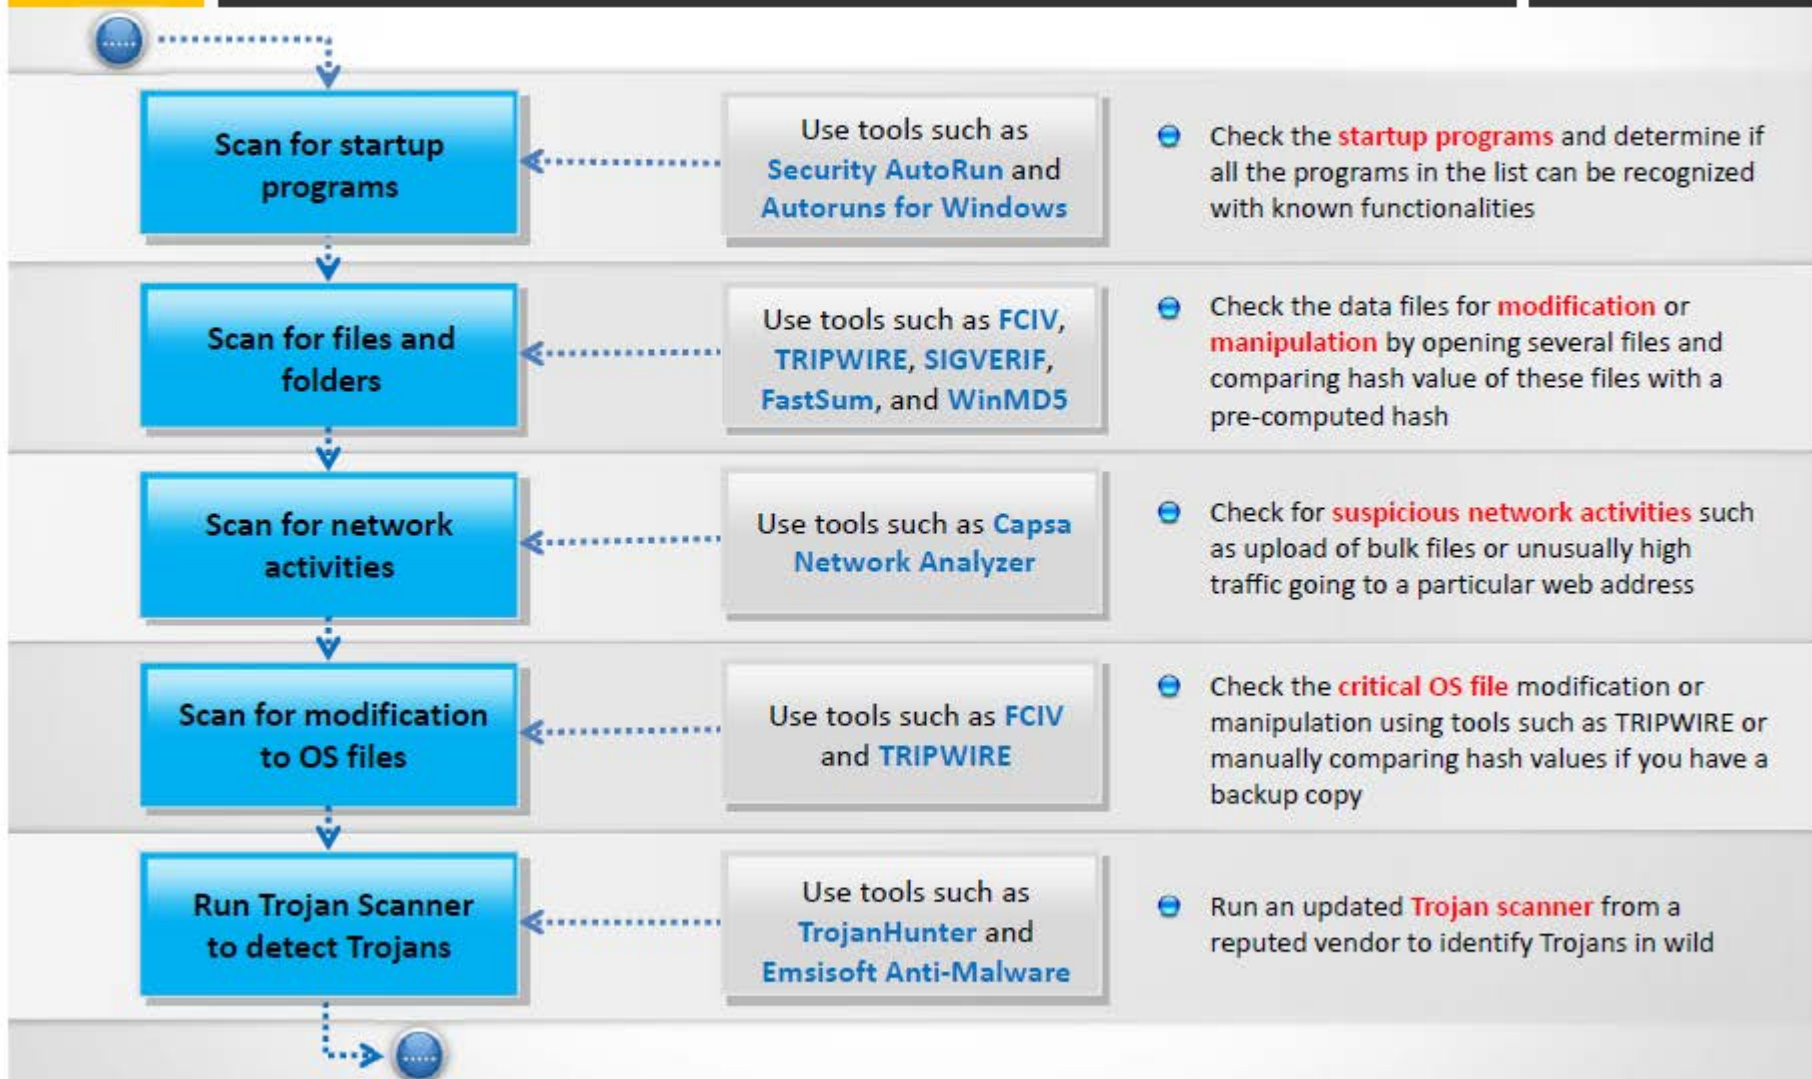 Scan for startup
programs
Use tools such as
Security AutoRun and
Autoruns for Windows
Check the startup programs and determine if
all the programs in the list can be recognized
with known functionalities
Scan for files and
folders
Use tools such as FCIV,
TRIPWIRE, SIGVERIF,
FastSum, and WinMD5
Check the data files for modification or
manipulation by opening several files and
comparing hash value of these files with a
pre-computed hash
Scan for network
activities
Use tools such as Capsa
Network Analyzer
Check for suspicious network activities such
as upload of bulk files or unusually high
traffic going to a particular web address
Scan for modification
to OS files
Use tools such as FCIV
and TRIPWIRE
Check the critical OS file modification or
manipulation using tools such as TRIPWIRE or
manually comparing hash values if you have a
backup copy
Run Trojan Scanner
to detect Trojans
Use tools such as
TrojanHunter and
Emsisoft Anti-Malware
Run an updated Trojan scanner from a
reputed vendor to identify Trojans in wild